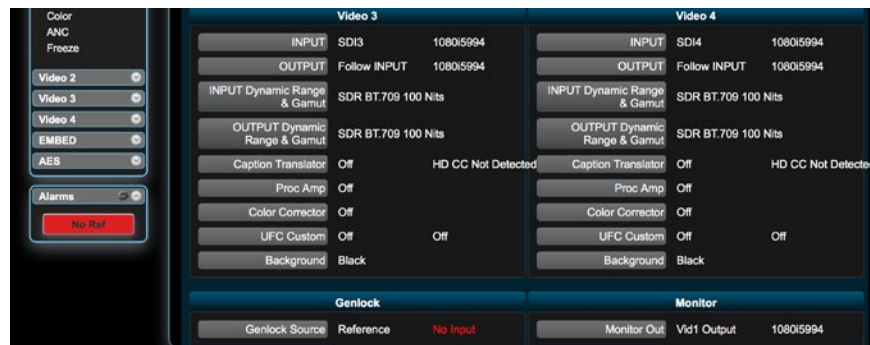 Color
ANC
Freeze
Video 2
Video 3
Video 4
EMBED
AES
Alarms
No Ref
Video 3
INPUT SDI3 1080i5994
OUTPUT Follow INPUT 1080i5994
INPUT Dynamic Range
& Gamut SDR BT.709 100 Nits
OUTPUT Dynamic
Range & Gamut SDR BT.709 100 Nits
Caption Translator Off HD CC Not Detected
Proc Amp Off
Color Corrector Off
UFC Custom Off Off
Background Black
Video 4
INPUT SDI4 1080i5994
OUTPUT Follow INPUT 1080i5994
INPUT Dynamic Range
& Gamut SDR BT.709 100 Nits
OUTPUT Dynamic
Range & Gamut SDR BT.709 100 Nits
Caption Translator Off HD CC Not Detecte
Proc Amp Off
Color Corrector Off
UFC Custom Off Off
Background Black
Genlock
Genlock Source Reference No Input
Monitor
Monitor Out Vid1 Output 1080i5994